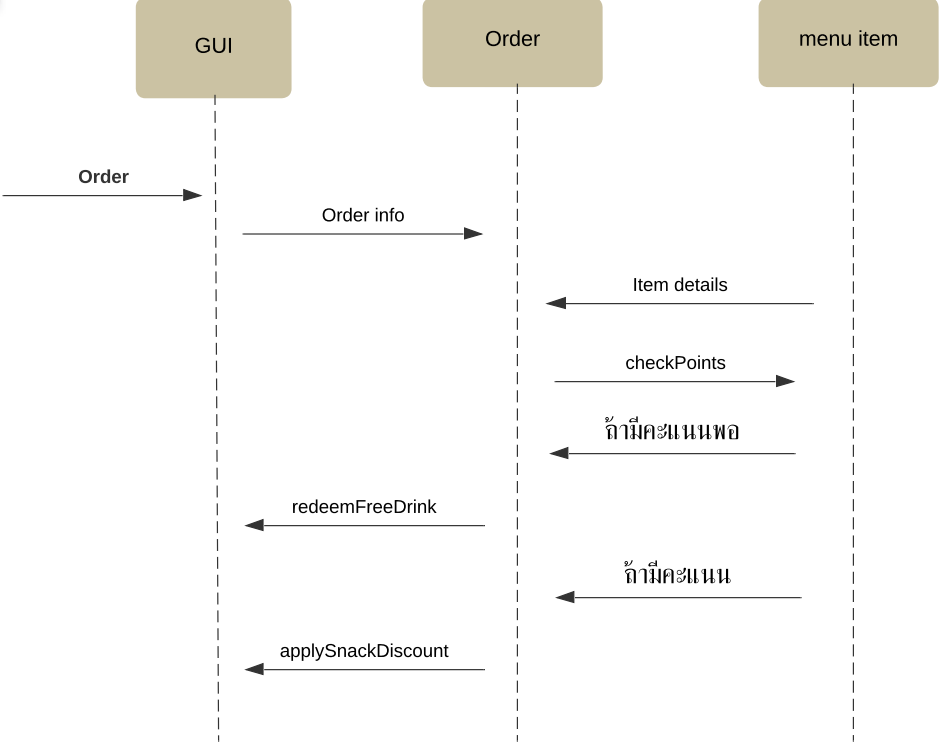 GUI
Order
menu item
Order
Order info
Item details
checkPoints
ถ้ามีคะแนนพอ
redeemFreeDrink
ถ้ามีคะแนน
applySnackDiscount